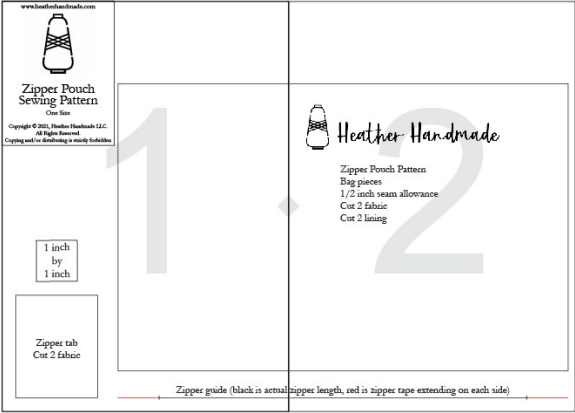 www.heatherhandmade.com
Zipper Pouch
Sewing Pattern
One Size
Copyright © 2021, Heather Handmade LLC.
All Rights Reserved.
Copying and/or distributing is strictly forbidden
1
2
Heather Handmade
Zipper Pouch Pattern
Bag pieces
1/2 inch seam allowance
Cut 2 fabric
Cut 2 lining
1 inch
by
1 inch
Zipper tab
Cut 2 fabric
Zipper guide (black is actual zipper length, red is zipper tape extending on each side)